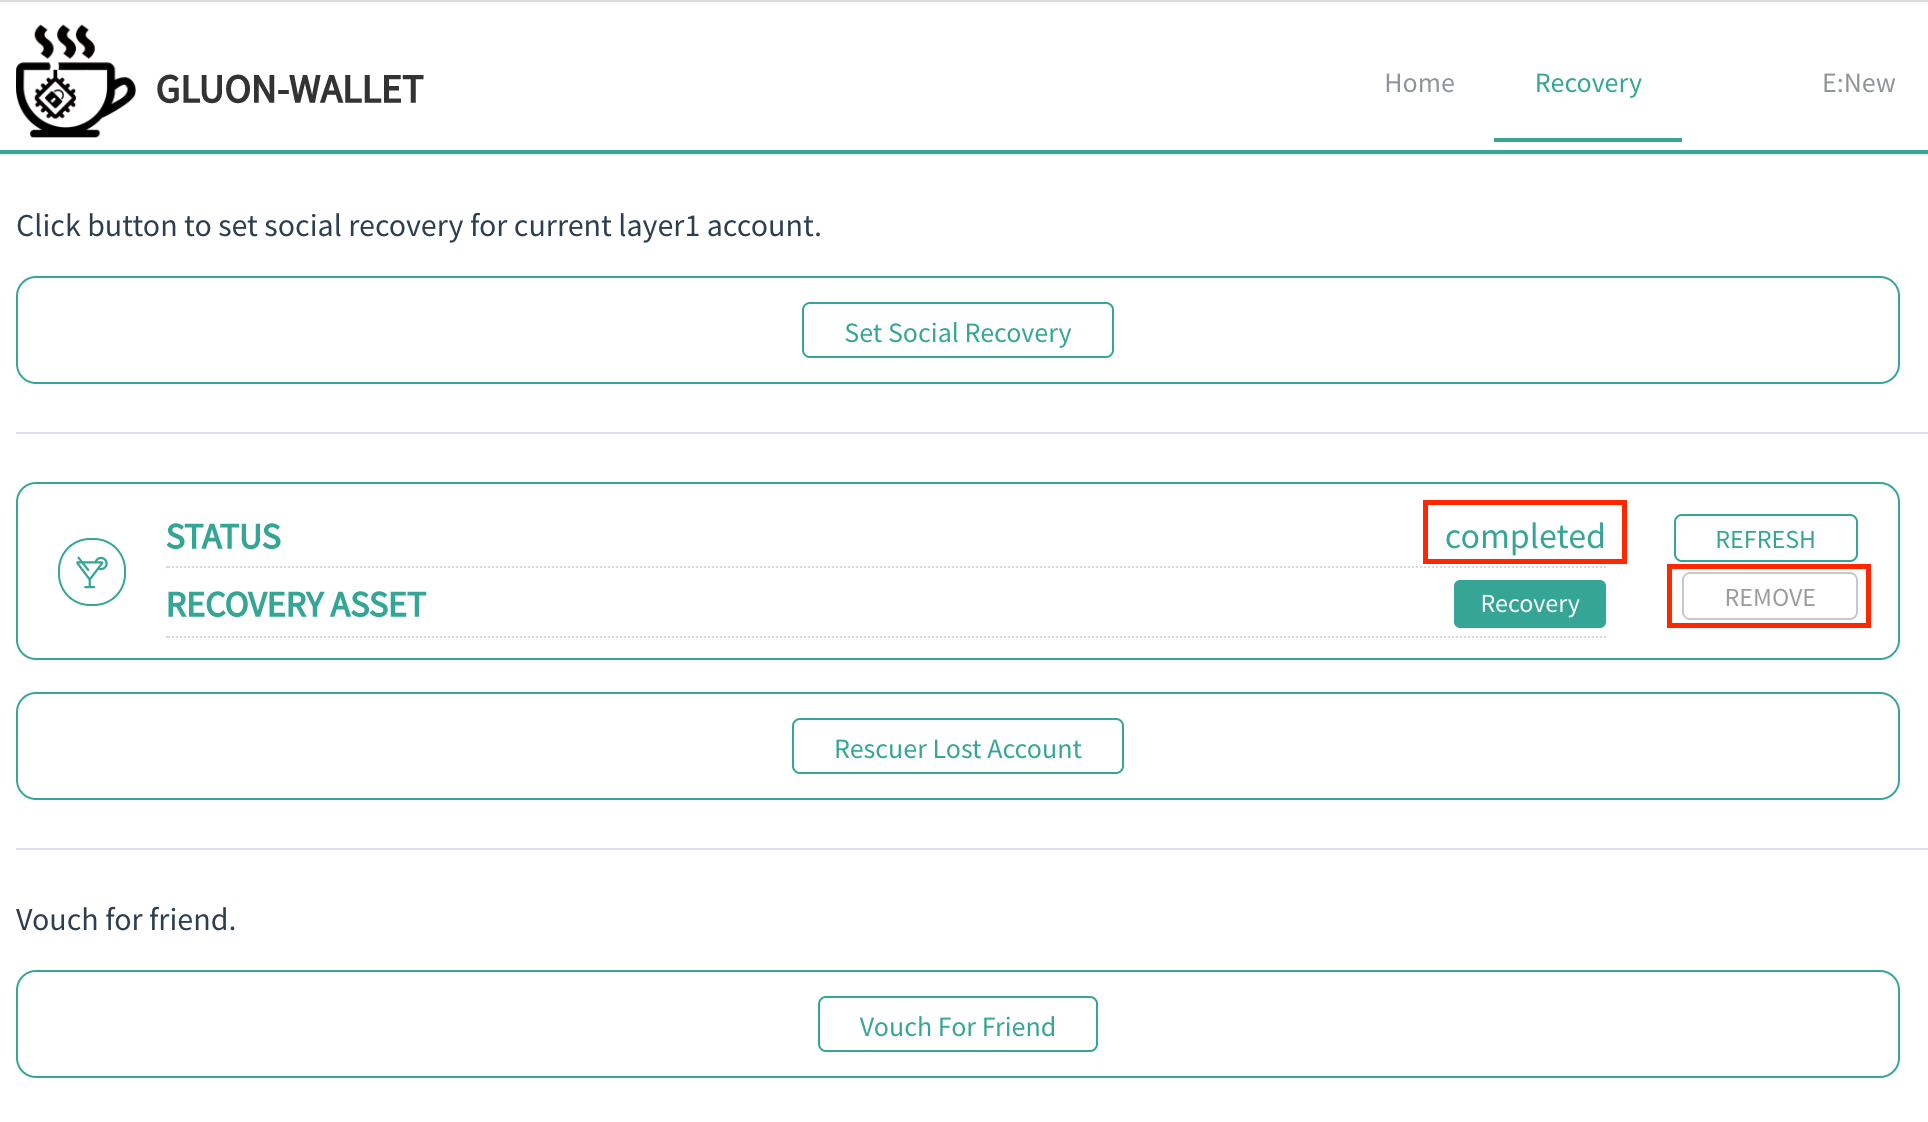 GLUON-WALLET
Home Recovery E:New
Click button to set social recovery for current layer1 account.
Set Social Recovery
STATUS completed REFRESH
RECOVERY ASSET Recovery REMOVE
Rescuer Lost Account
Vouch for friend.
Vouch For Friend